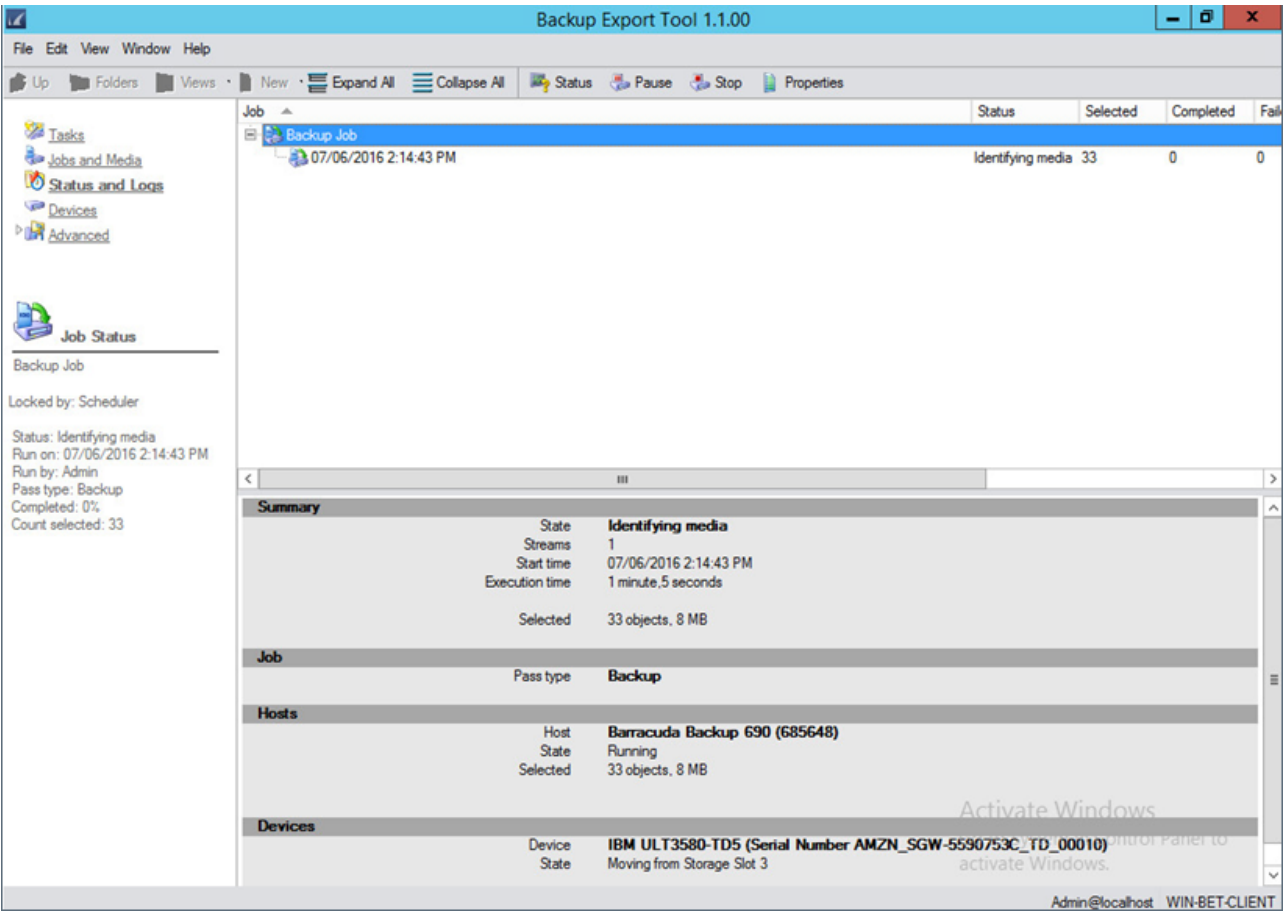 Backup Export Tool 1.1.00
File Edit View Window Help
Up Folders Views New Expand All Collapse All Status Pause Stop Properties
Tasks
Jobs and Media
Status and Logs
Devices
Advanced
Job Status
Backup Job
Locked by: Scheduler
Status: Identifying media
Run on: 07/06/2016 2:14:43 PM
Run by: Admin
Pass type: Backup
Completed: 0%
Count selected: 33
Job Status Selected Completed Fail
Backup Job
07/06/2016 2:14:43 PM Identifying media 33 0 0
Summary
State Identifying media
Streams 1
Start time 07/06/2016 2:14:43 PM
Execution time 1 minute,5 seconds
Selected 33 objects, 8 MB
Job
Pass type Backup
Hosts
Host Barracuda Backup 690 (685648)
State Running
Selected 33 objects, 8 MB
Devices
Device IBM ULT3580-TD5 (Serial Number AMZN_SGW-5590753C_TD_00010)
State Moving from Storage Slot 3
Activate Windows
Panel to
activate Windows.
Admin@localhost WIN-BET-CLIENT